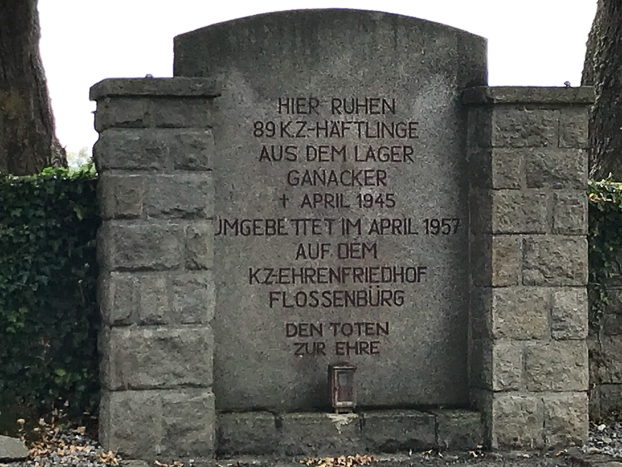 HIER RUHEN
89 K.Z-HÄFTLINGE
AUS DEM LAGER
GANACKER
✝ APRIL 1945
UMGEBETTET IM APRIL 1957
AUF DEM
KZ-EHRENFRIEDHOF
FLOSSENBÜRG
DEN TOTEN
ZUR EHRE